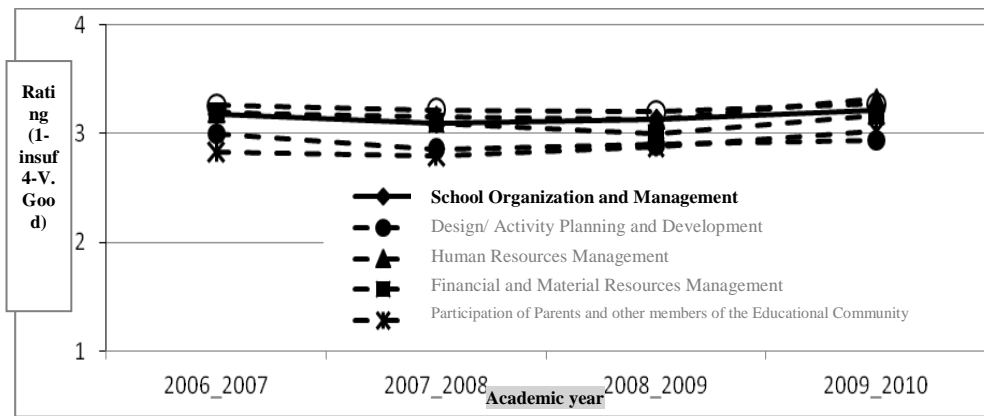 4
3
2
1
Rati
ng
(1-
insuf
4-V.
Goo
d)
School Organization and Management
Design/ Activity Planning and Development
Human Resources Management
Financial and Material Resources Management
Participation of Parents and other members of the Educational Community
2006_2007 2007_2008 2008_2009 2009_2010
Academic year